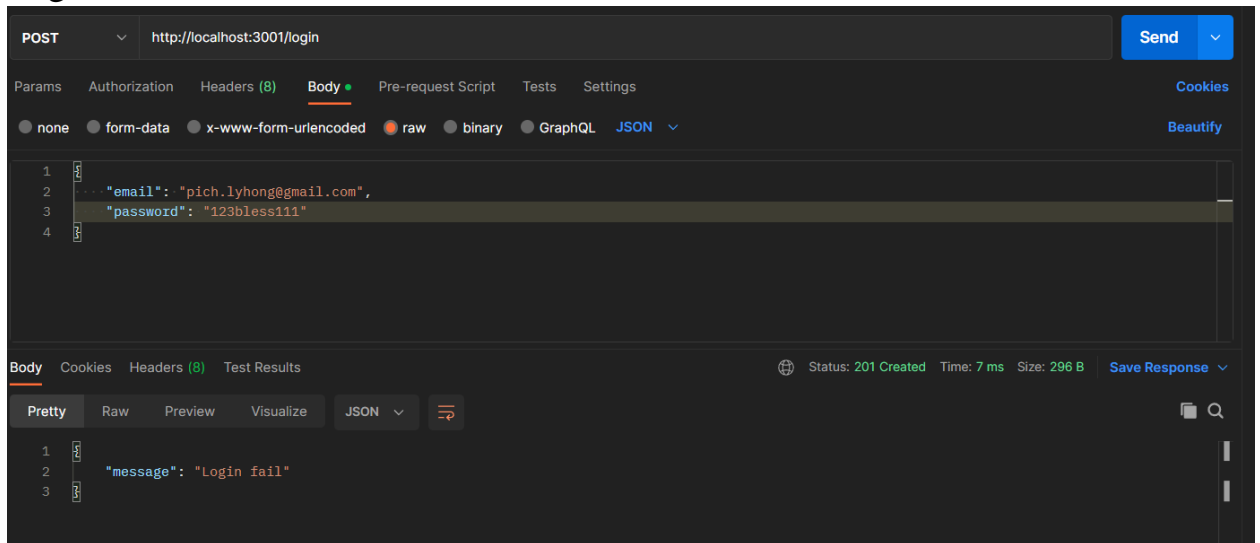 POST http://localhost:3001/login Send
Params Authorization Headers (8) Body Pre-request Script Tests Settings Cookies
none form-data x-www-form-urlencoded raw binary GraphQL JSON Beautify
1 {
2 "email": "pich.lyhong@gmail.com",
3 "password": "123bless111"
4 }
Body Cookies Headers (8) Test Results Status: 201 Created Time: 7 ms Size: 296 B Save Response
Pretty Raw Preview Visualize JSON
1 {
2 "message": "Login fail"
3 }